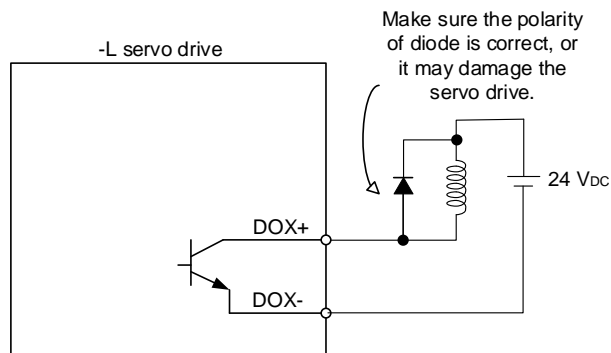 Make sure the polarity
of diode is correct, or
it may damage the
servo drive.
-L servo drive
24 VDC
DOX+
DOX-